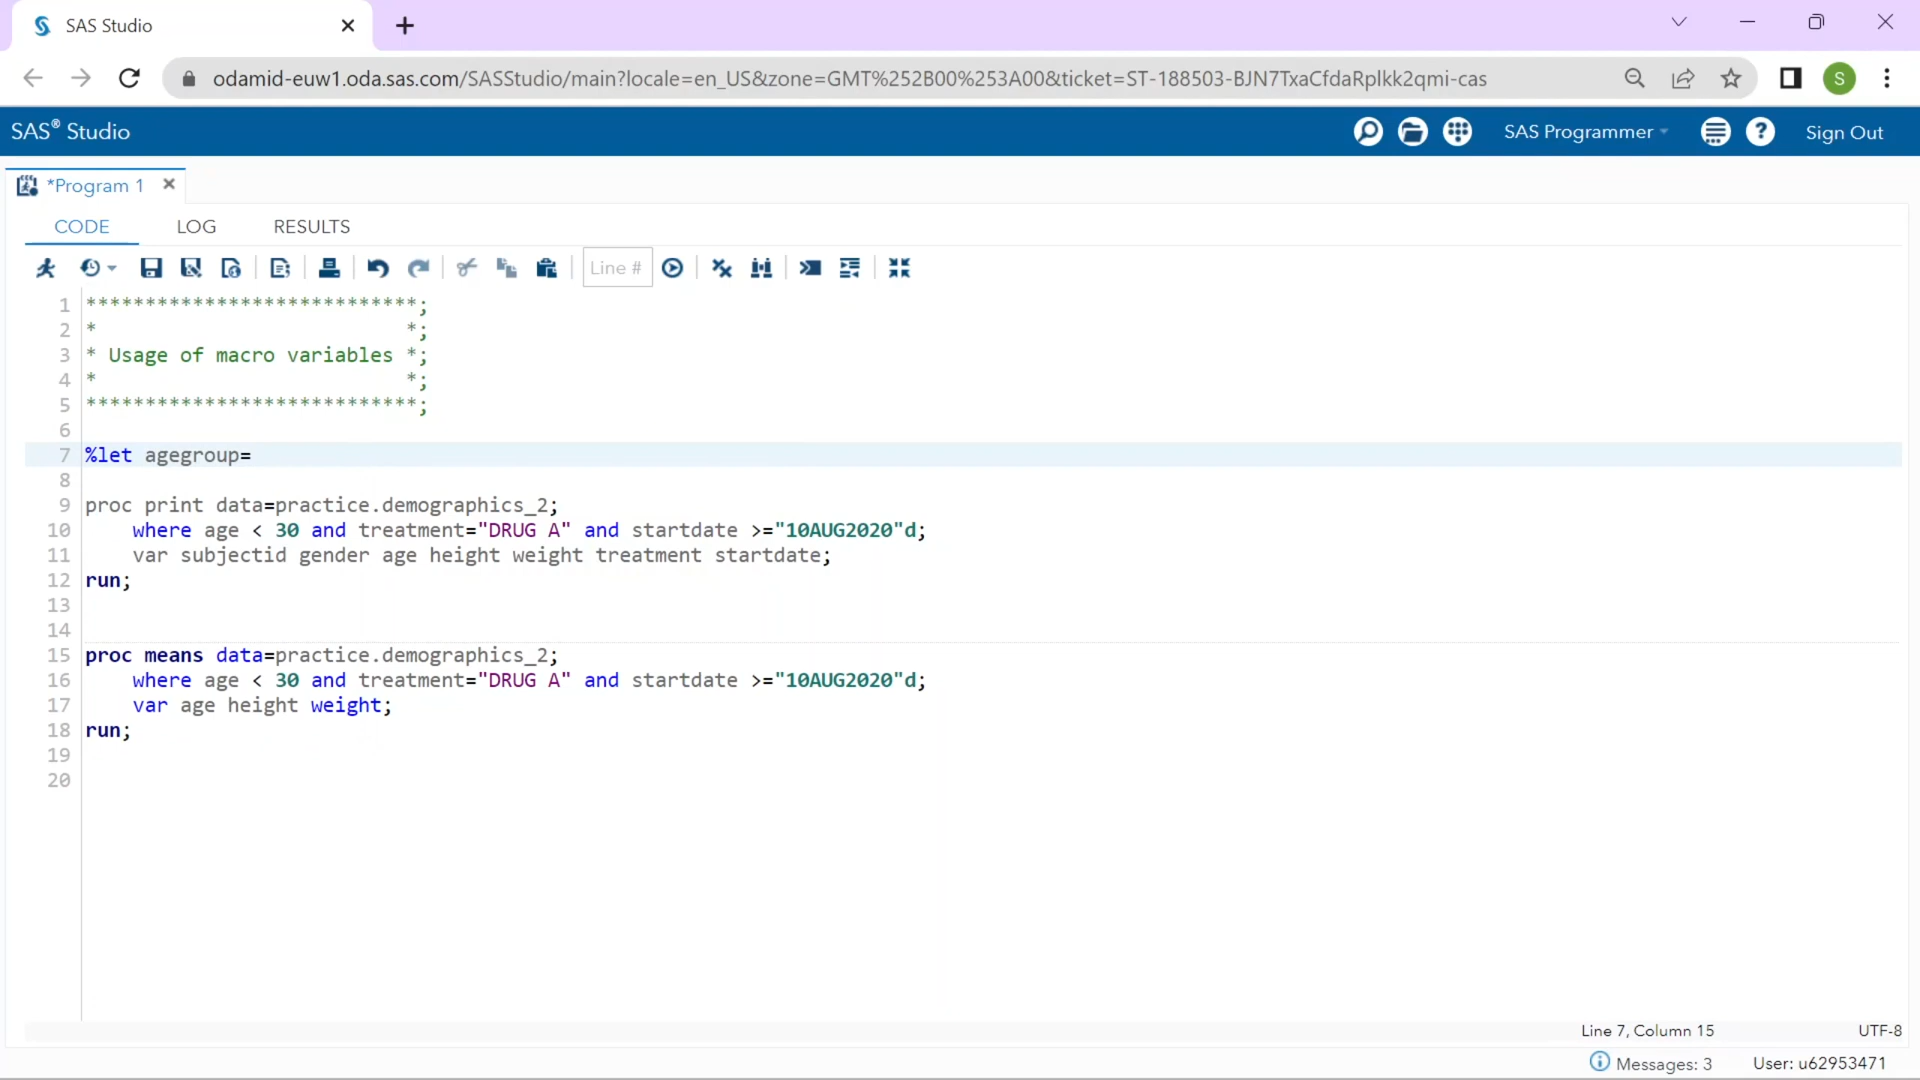 SAS Studio
odamid-euw1.oda.sas.com/SASStudio/main?locale=en_US&zone=GMT%252B00%253A00&ticket=ST-188503-BJN7TxaCfdaRplkk2qmi-cas
S
SAS® Studio
SAS Programmer
?
Sign Out
*Program 1
CODE LOG RESULTS
Line #
1 ****************************;
2 * *;
3 * Usage of macro variables *;
4 * *;
5 ****************************;
6
7 %let agegroup=
8
9 proc print data=practice.demographics_2;
10 where age < 30 and treatment="DRUG A" and startdate >="10AUG2020"d;
11 var subjectid gender age height weight treatment startdate;
12 run;
13
14
15 proc means data=practice.demographics_2;
16 where age < 30 and treatment="DRUG A" and startdate >="10AUG2020"d;
17 var age height weight;
18 run;
19
20
Line 7, Column 15 UTF-8
Messages: 3 User: u62953471